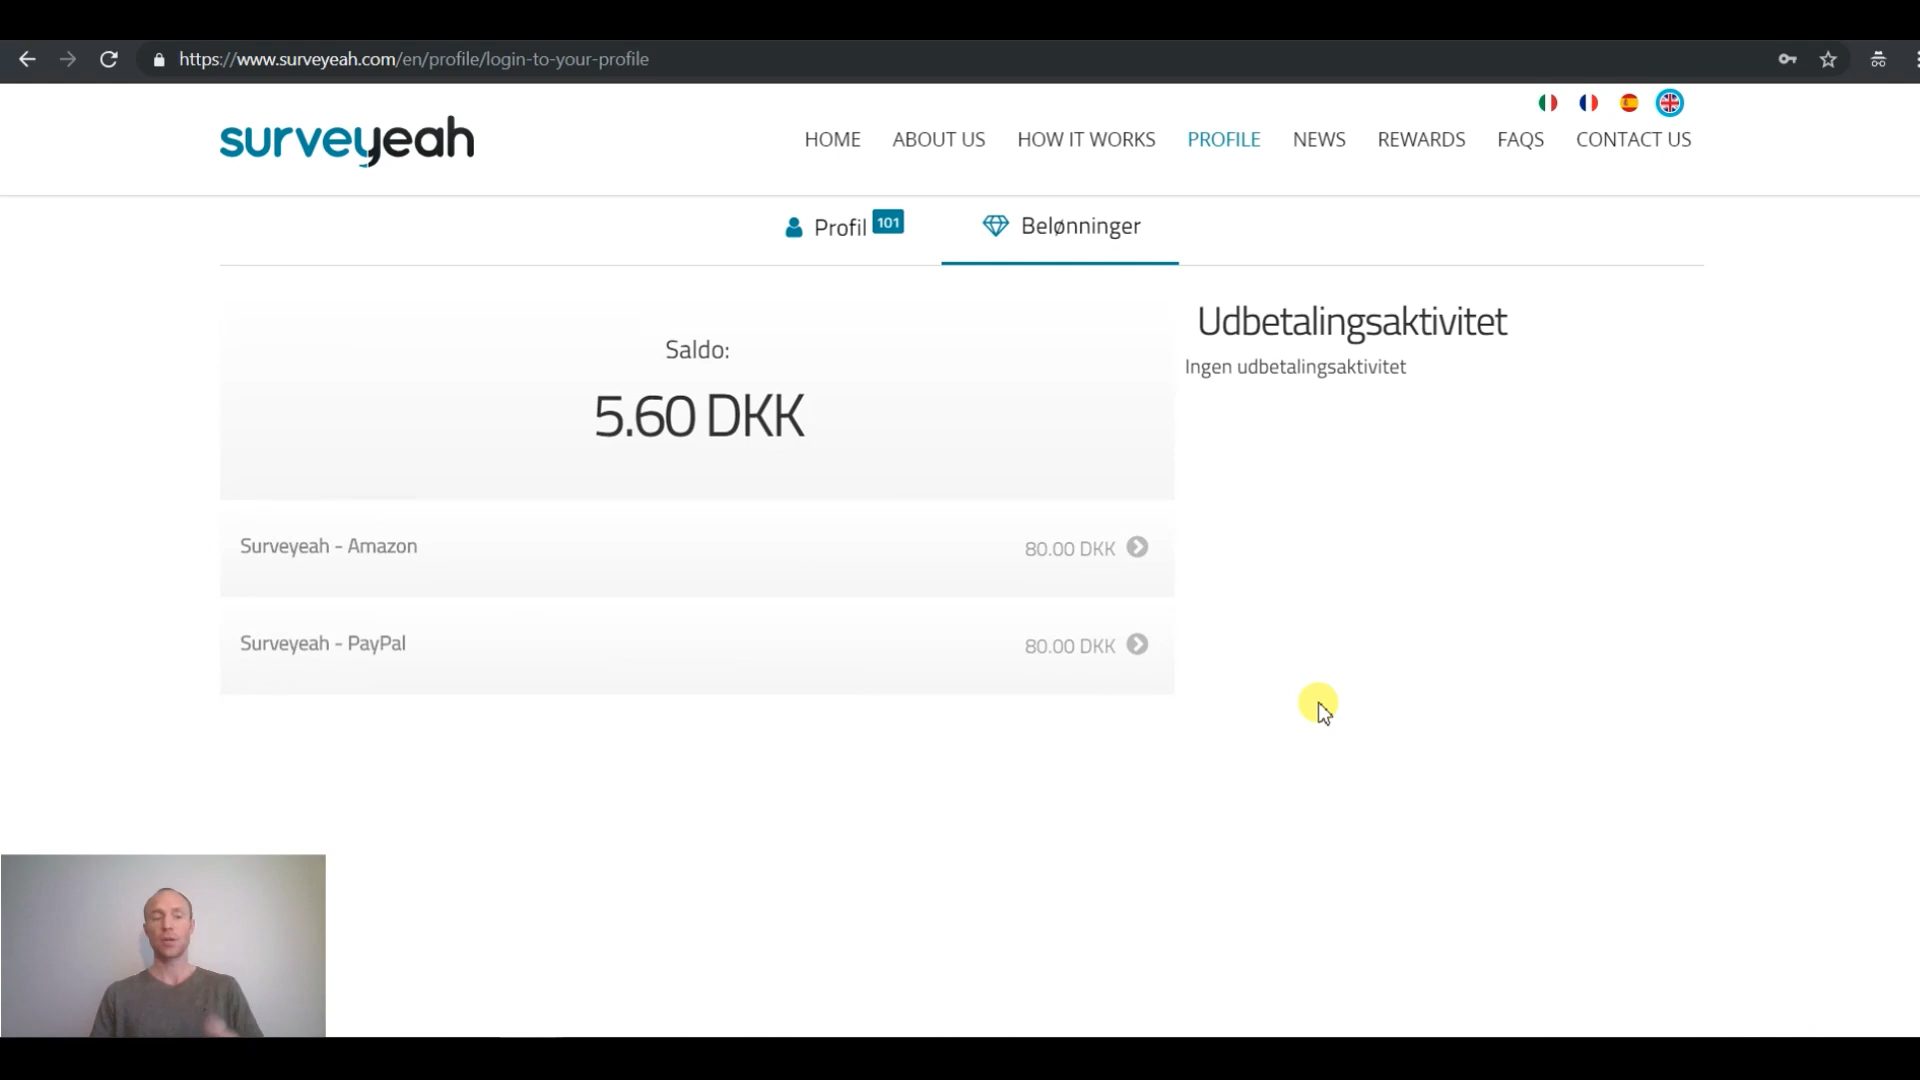 https://www.surveyeah.com/en/profile/login-to-your-profile
surveyeah
HOME ABOUT US HOW IT WORKS PROFILE NEWS REWARDS FAQS CONTACT US
Profil 101 Belønninger
Saldo:
5.60 DKK
Udbetalingsaktivitet
Ingen udbetalingsaktivitet
Surveyeah - Amazon 80.00 DKK
Surveyeah - PayPal 80.00 DKK